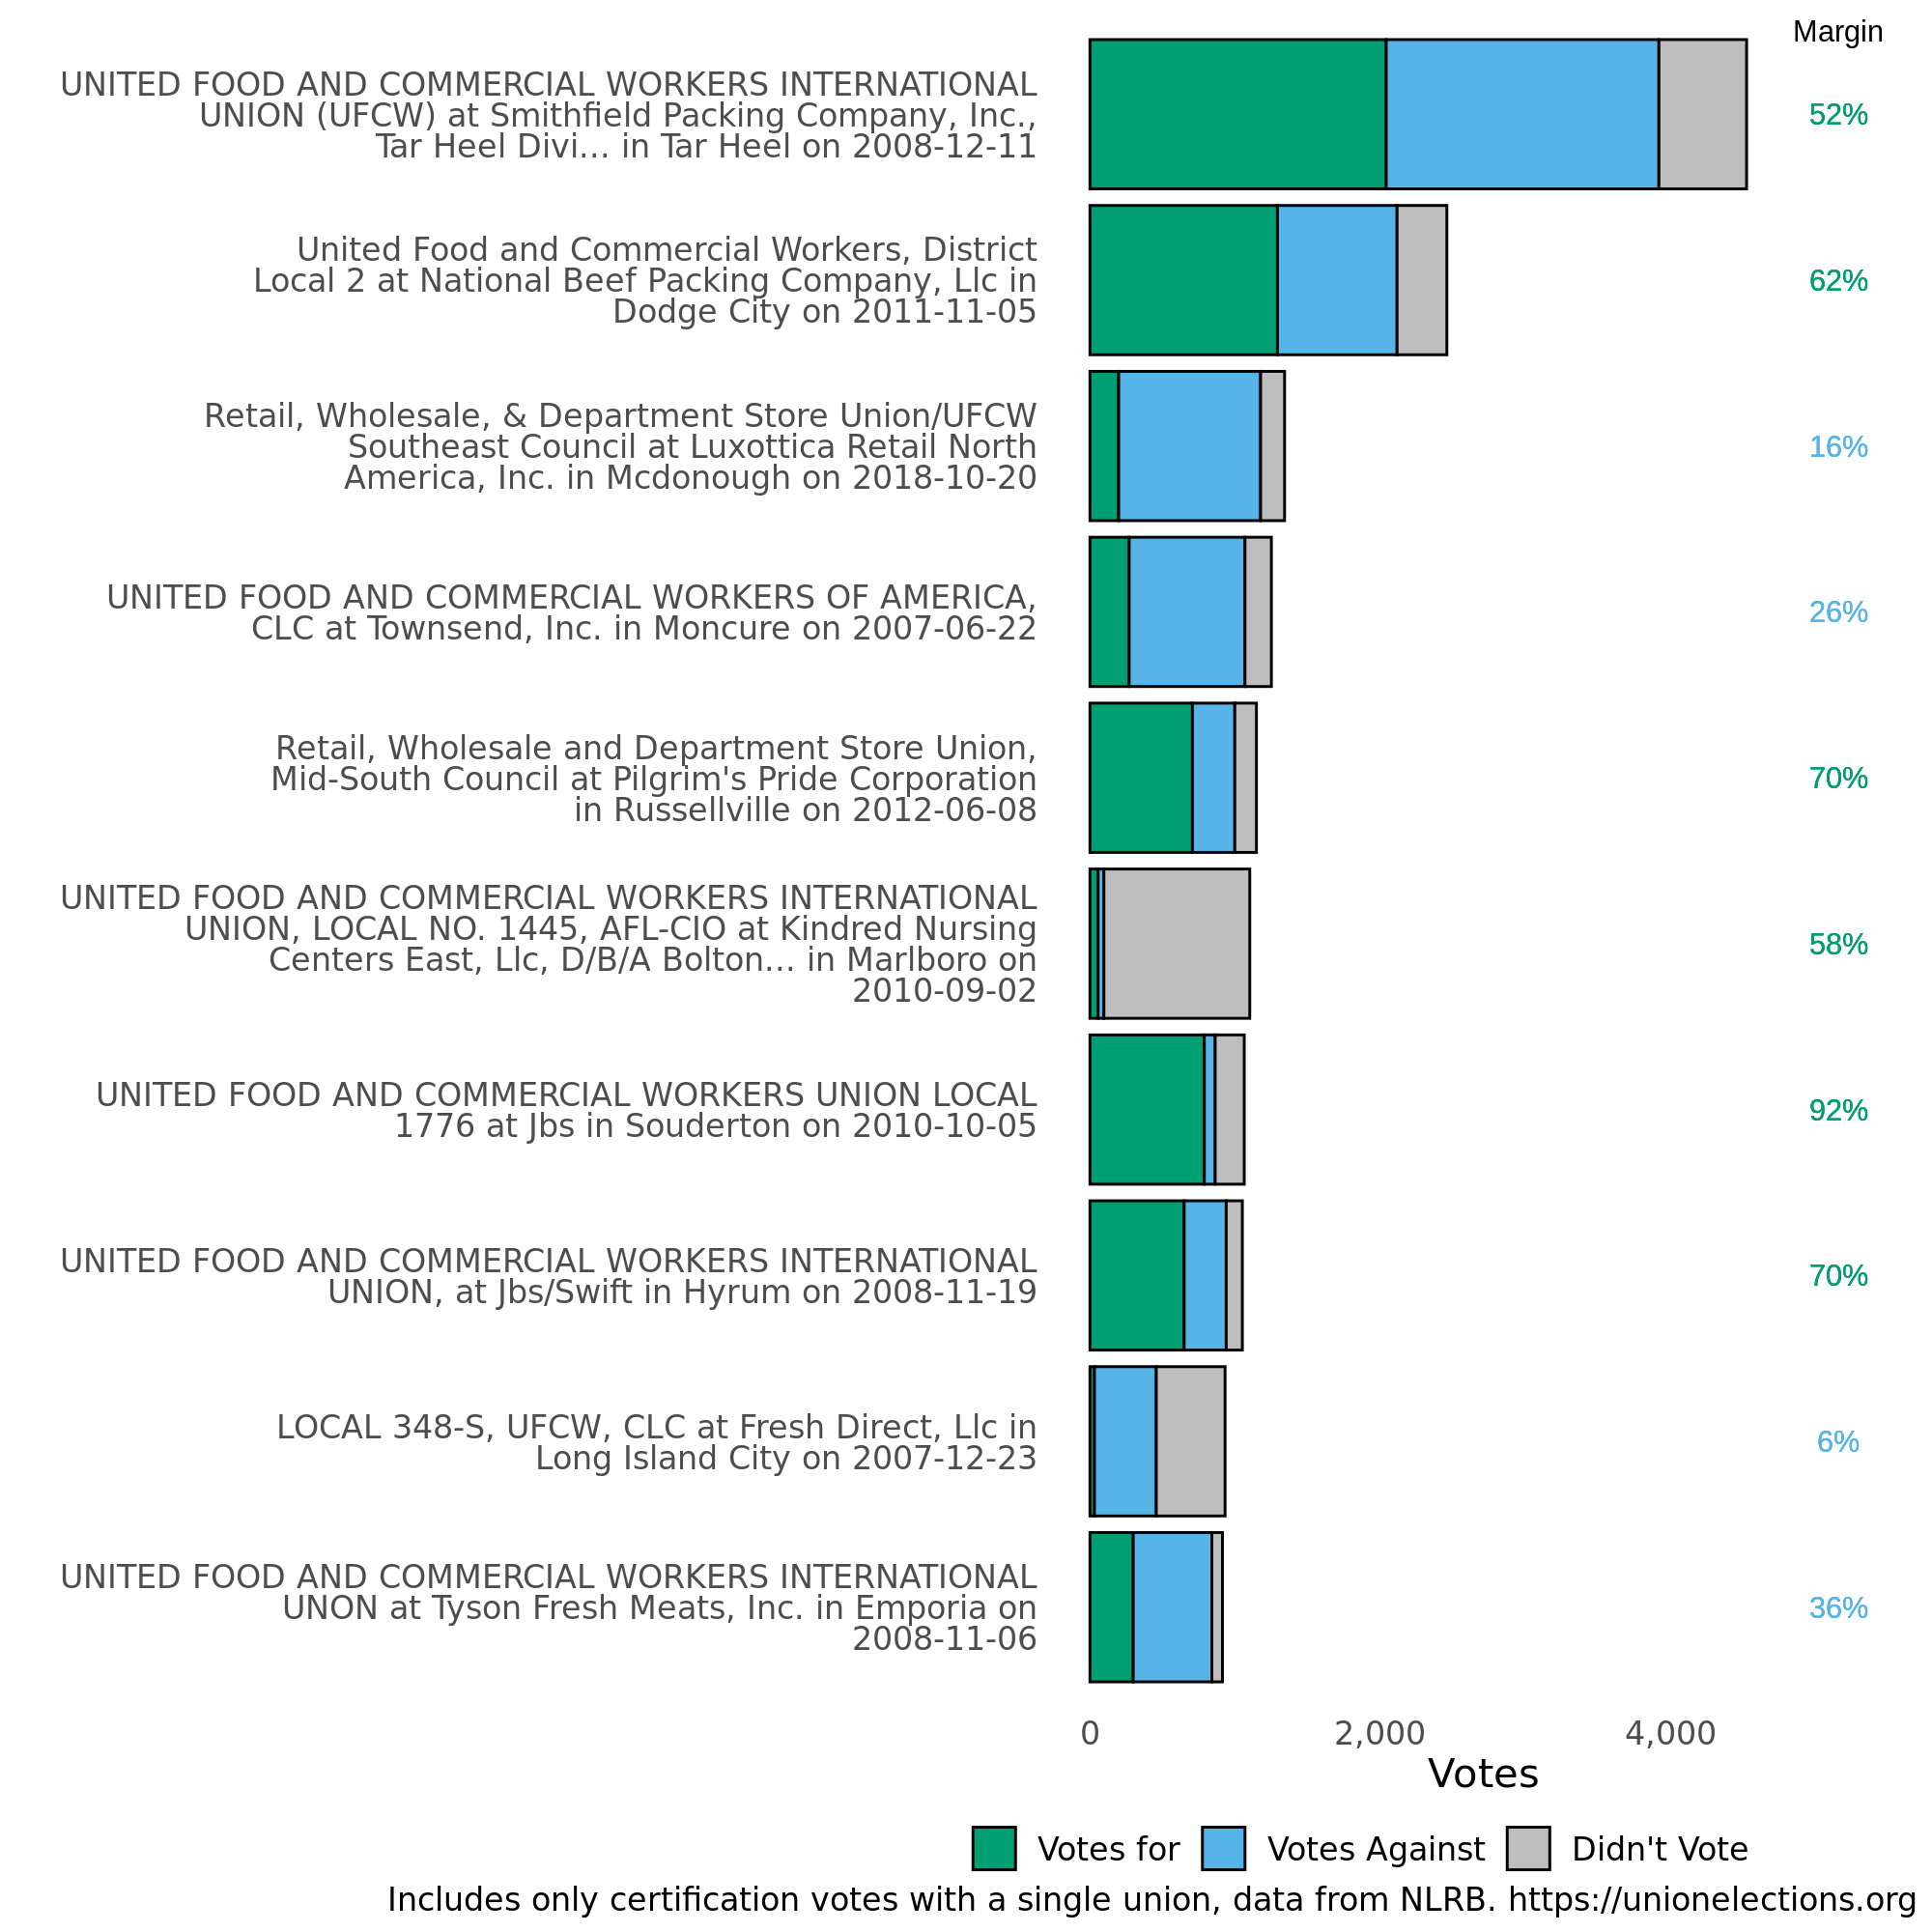 Margin
UNITED FOOD AND COMMERCIAL WORKERS INTERNATIONAL
UNION (UFCW) at Smithfield Packing Company, Inc.,
Tar Heel Divi... in Tar Heel on 2008-12-11
52%
United Food and Commercial Workers, District
Local 2 at National Beef Packing Company, Llc in
Dodge City on 2011-11-05
62%
Retail, Wholesale, & Department Store Union/UFCW
Southeast Council at Luxottica Retail North
America, Inc. in Mcdonough on 2018-10-20
16%
UNITED FOOD AND COMMERCIAL WORKERS OF AMERICA,
CLC at Townsend, Inc. in Moncure on 2007-06-22
26%
Retail, Wholesale and Department Store Union,
Mid-South Council at Pilgrim's Pride Corporation
in Russellville on 2012-06-08
70%
UNITED FOOD AND COMMERCIAL WORKERS INTERNATIONAL
UNION, LOCAL NO. 1445, AFL-CIO at Kindred Nursing
Centers East, Llc, D/B/A Bolton... in Marlboro on
2010-09-02
58%
UNITED FOOD AND COMMERCIAL WORKERS UNION LOCAL
1776 at Jbs in Souderton on 2010-10-05
92%
UNITED FOOD AND COMMERCIAL WORKERS INTERNATIONAL
UNION, at Jbs/Swift in Hyrum on 2008-11-19
70%
LOCAL 348-S, UFCW, CLC at Fresh Direct, Llc in
Long Island City on 2007-12-23
6%
UNITED FOOD AND COMMERCIAL WORKERS INTERNATIONAL
UNON at Tyson Fresh Meats, Inc. in Emporia on
2008-11-06
36%
0 2,000 4,000
Votes
Votes for Votes Against Didn't Vote
Includes only certification votes with a single union, data from NLRB. https://unionelections.org